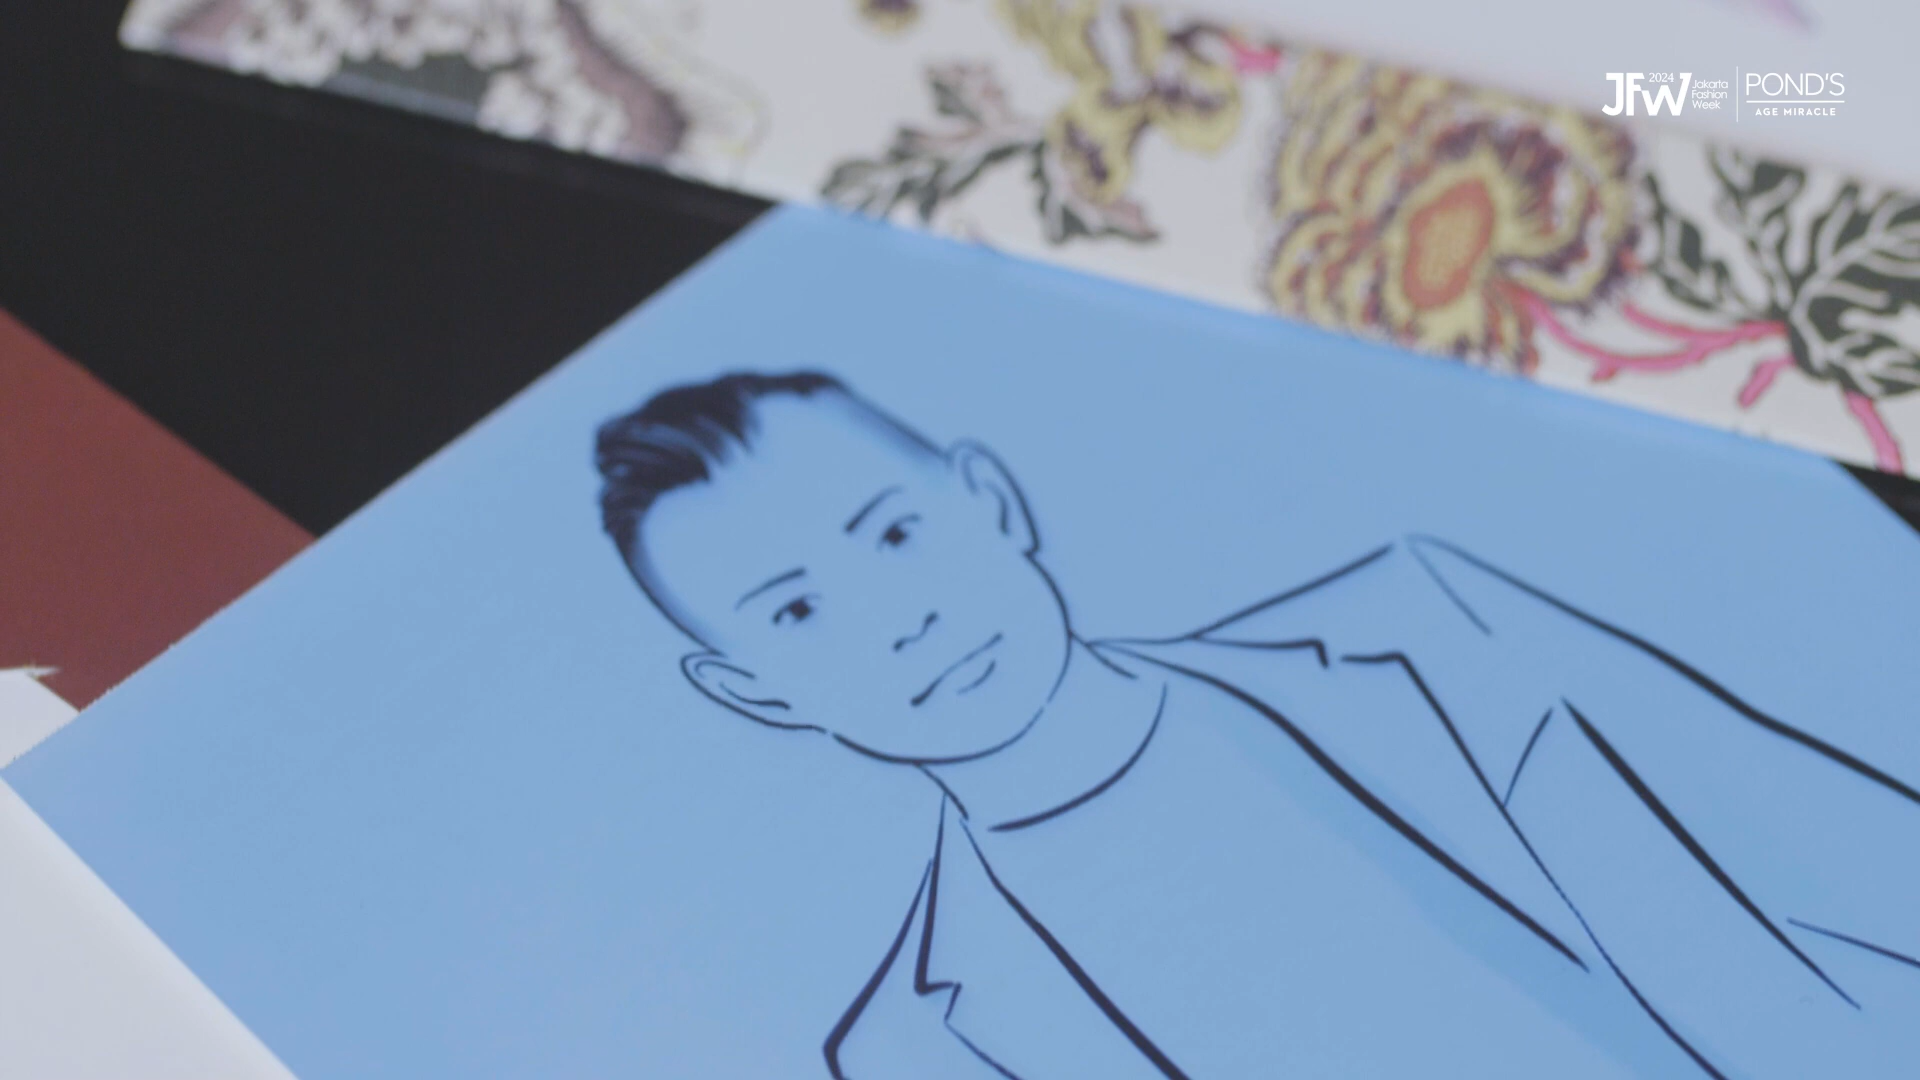 JFW 2024 Jakarta
Fashion
Week
POND'S
AGE MIRACLE